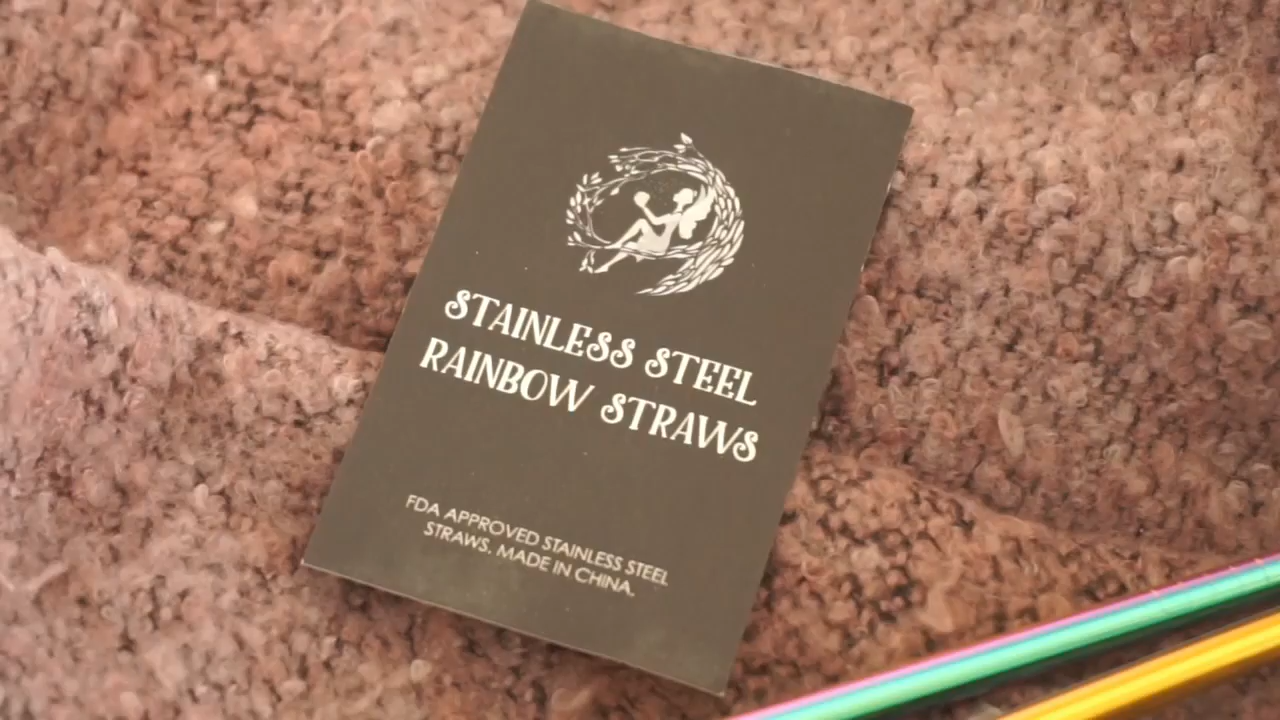 STAINLESS STEEL
RAINBOW STRAWS
FDA APPROVED STAINLESS STEEL
STRAWS. MADE IN CHINA.